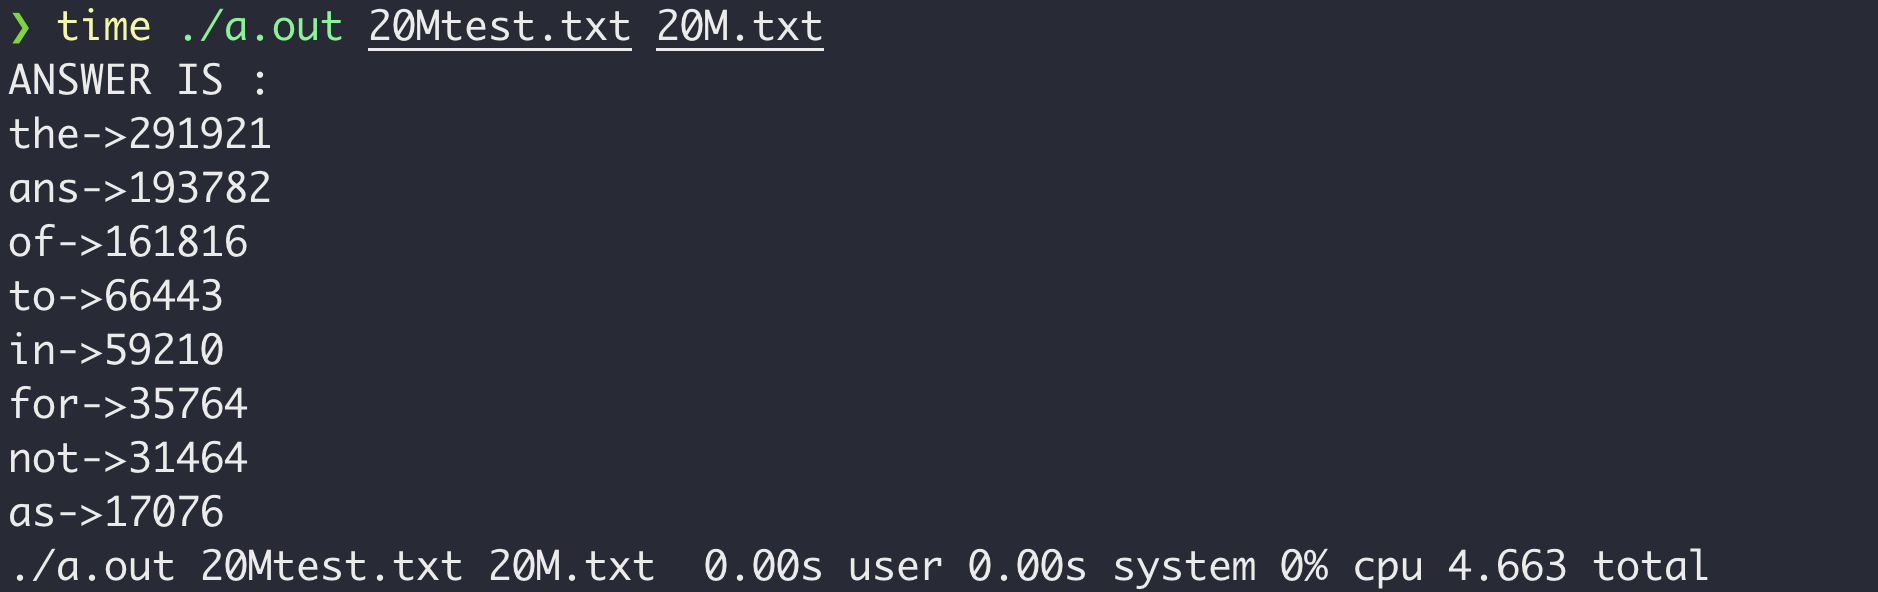 ❯ time ./a.out 20Mtest.txt 20M.txt
ANSWER IS :
the->291921
ans->193782
of->161816
to->66443
in->59210
for->35764
not->31464
as->17076
./a.out 20Mtest.txt 20M.txt  0.00s user 0.00s system 0% cpu 4.663 total